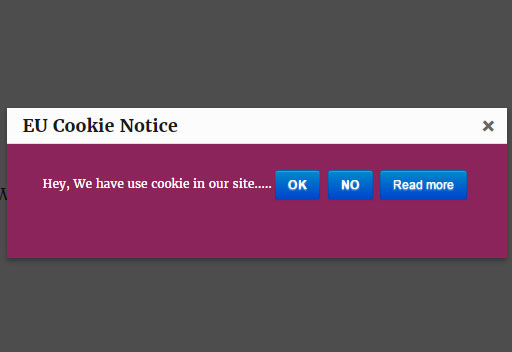 EU Cookie Notice
Hey, We have use cookie in our site..... OK NO Read more